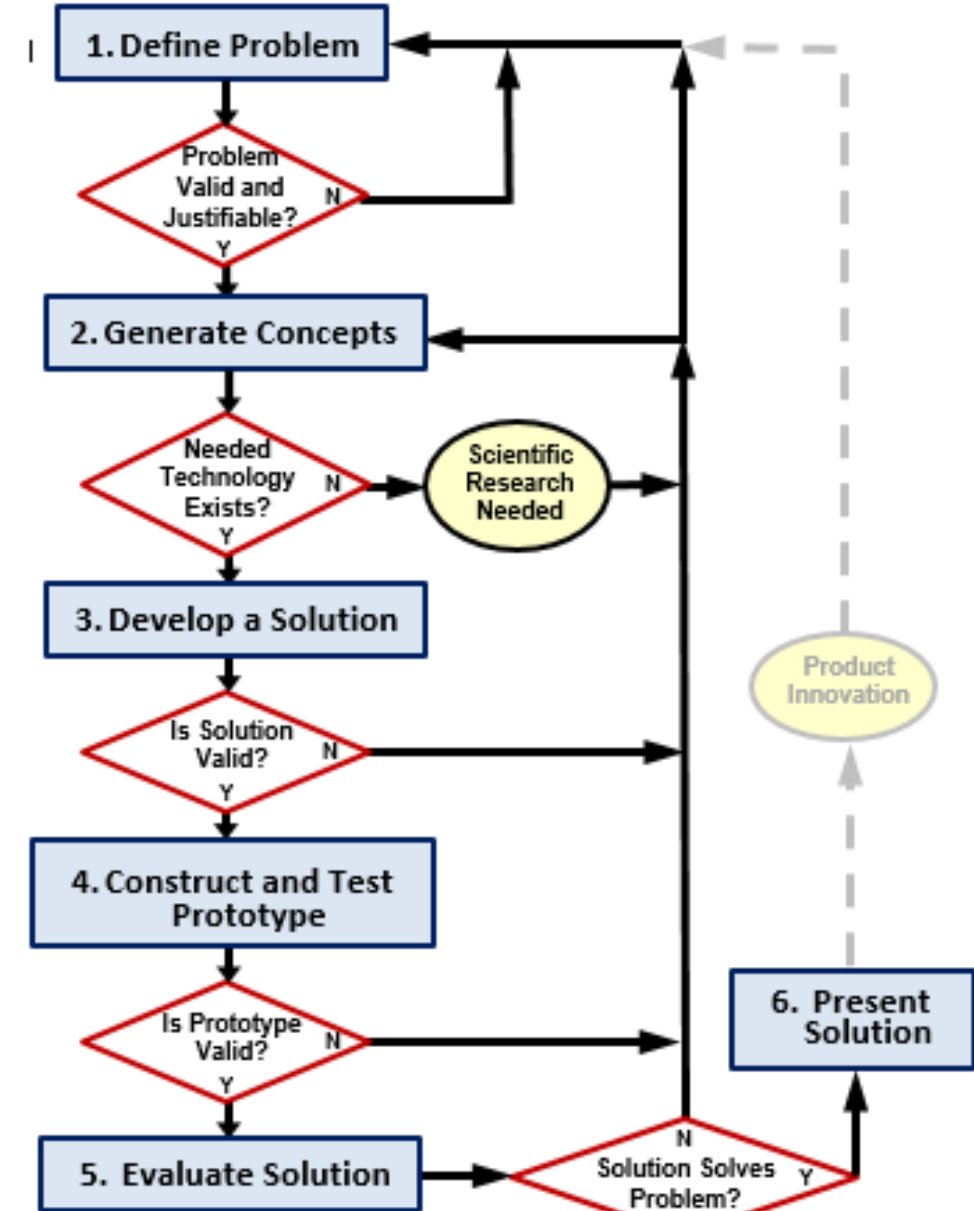 1. Define Problem
Problem
Valid and
Justifiable?
N
Y
2. Generate Concepts
Needed
Technology
Exists?
N
Y
Scientific
Research
Needed
3. Develop a Solution
Is Solution
Valid?
N
Y
Product
Innovation
4. Construct and Test
Prototype
Is Prototype
Valid?
N
Y
6. Present
Solution
5. Evaluate Solution
N
Solution Solves
Problem?
Y